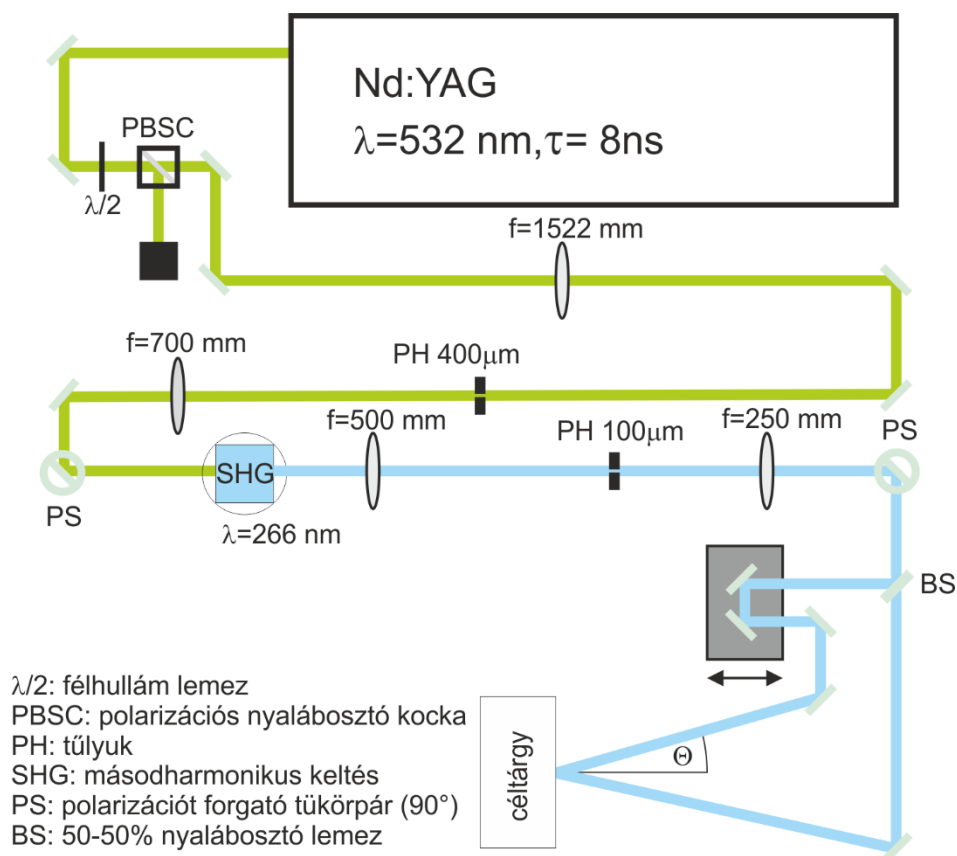 Nd:YAG
λ=532 nm,τ= 8ns
PBSC
λ/2
f=1522 mm
f=700 mm
PH 400μm
f=500 mm
PH 100μm
f=250 mm
PS
SHG
PS
λ=266 nm
BS
Θ
céltárgy
λ/2: félhullám lemez
PBSC: polarizációs nyalábosztó kocka
PH: tűlyuk
SHG: másodharmonikus keltés
PS: polarizációt forgató tükörpár (90°)
BS: 50-50% nyalábosztó lemez